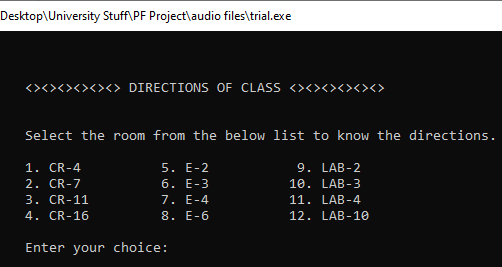 Desktop\University Stuff\PF Project\audio files\trial.exe
<><><><><><> DIRECTIONS OF CLASS <><><><><><>
Select the room from the below list to know the directions.
1. CR-4 5. E-2 9. LAB-2
2. CR-7 6. E-3 10. LAB-3
3. CR-11 7. E-4 11. LAB-4
4. CR-16 8. E-6 12. LAB-10
Enter your choice: